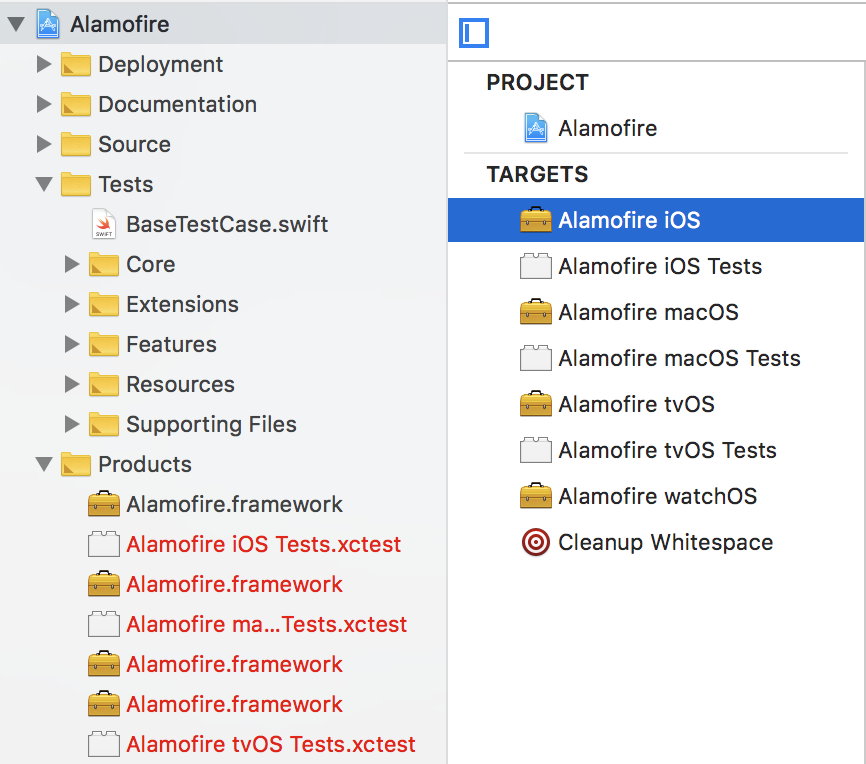 Alamofire
Deployment
Documentation
Source
Tests
BaseTestCase.swift
Core
Extensions
Features
Resources
Supporting Files
Products
Alamofire.framework
Alamofire iOS Tests.xctest
Alamofire.framework
Alamofire ma...Tests.xctest
Alamofire.framework
Alamofire.framework
Alamofire tvOS Tests.xctest
PROJECT
Alamofire
TARGETS
Alamofire iOS
Alamofire iOS Tests
Alamofire macOS
Alamofire macOS Tests
Alamofire tvOS
Alamofire tvOS Tests
Alamofire watchOS
Cleanup Whitespace